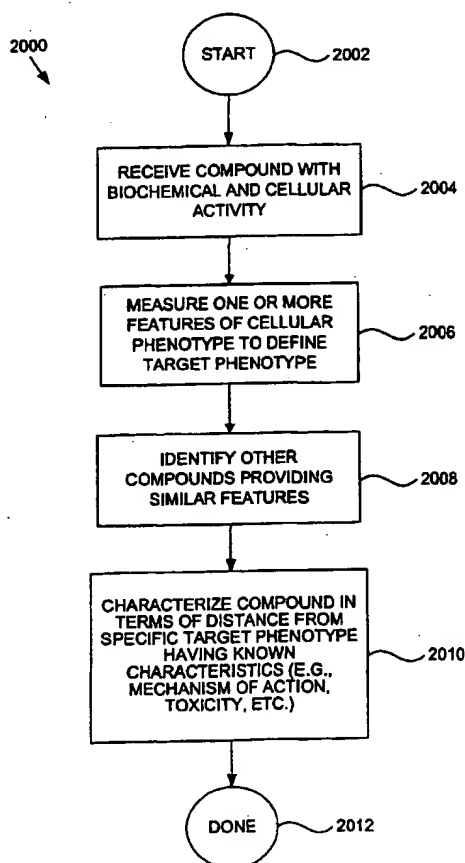 2000
START
2002
RECEIVE COMPOUND WITH
BIOCHEMICAL AND CELLULAR
ACTIVITY
2004
MEASURE ONE OR MORE
FEATURES OF CELLULAR
PHENOTYPE TO DEFINE
TARGET PHENOTYPE
2006
IDENTIFY OTHER
COMPOUNDS PROVIDING
SIMILAR FEATURES
2008
CHARACTERIZE COMPOUND IN
TERMS OF DISTANCE FROM
SPECIFIC TARGET PHENOTYPE
HAVING KNOWN
CHARACTERISTICS (E.G.,
MECHANISM OF ACTION,
TOXICITY, ETC.)
2010
DONE
2012